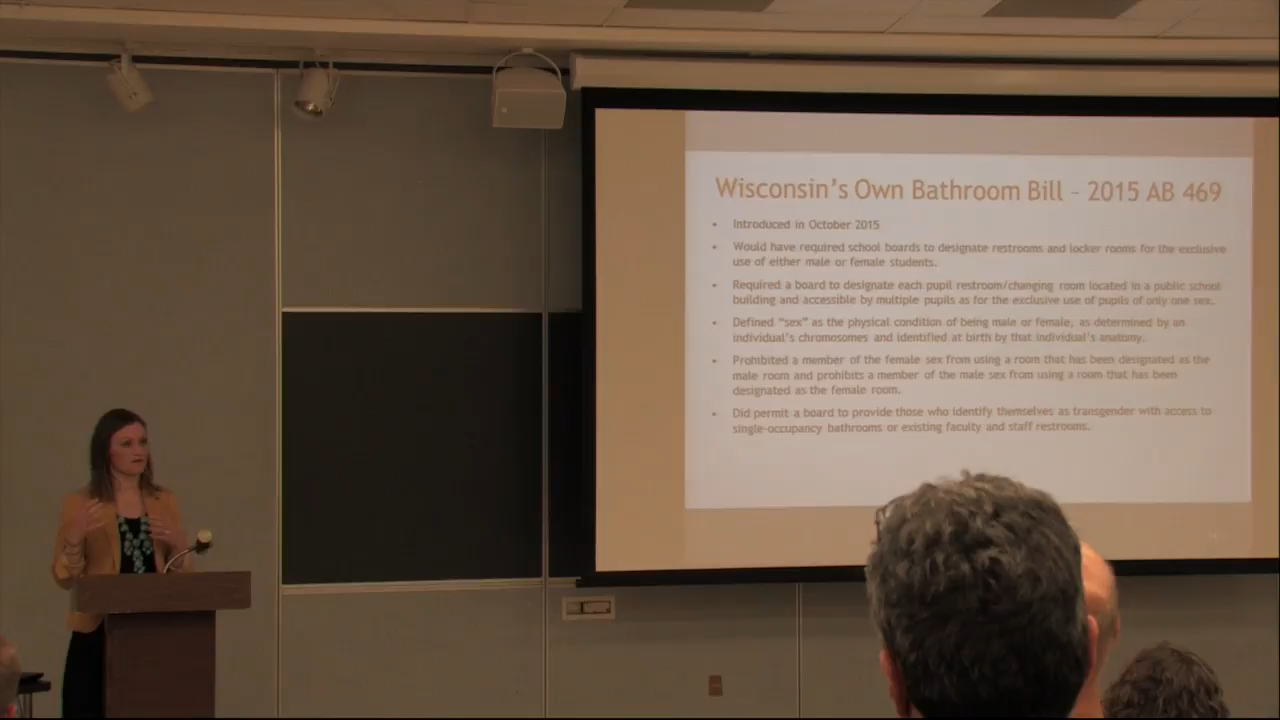 Wisconsin's Own Bathroom Bill – 2015 AB 469
• Introduced in October 2015
• Would have required school boards to designate restrooms and locker rooms for the exclusive
use of either male or female students.
• Required a board to designate each pupil restroom/changing room located in a public school
building and accessible by multiple pupils as for the exclusive use of pupils of only one sex.
• Defined "sex" as the physical condition of being male or female, as determined by an
individual's chromosomes and identified at birth by that individual's anatomy.
• Prohibited a member of the female sex from using a room that has been designated as the
male room and prohibits a member of the male sex from using a room that has been
designated as the female room.
• Did permit a board to provide those who identify themselves as transgender with access to
single-occupancy bathrooms or existing faculty and staff restrooms.